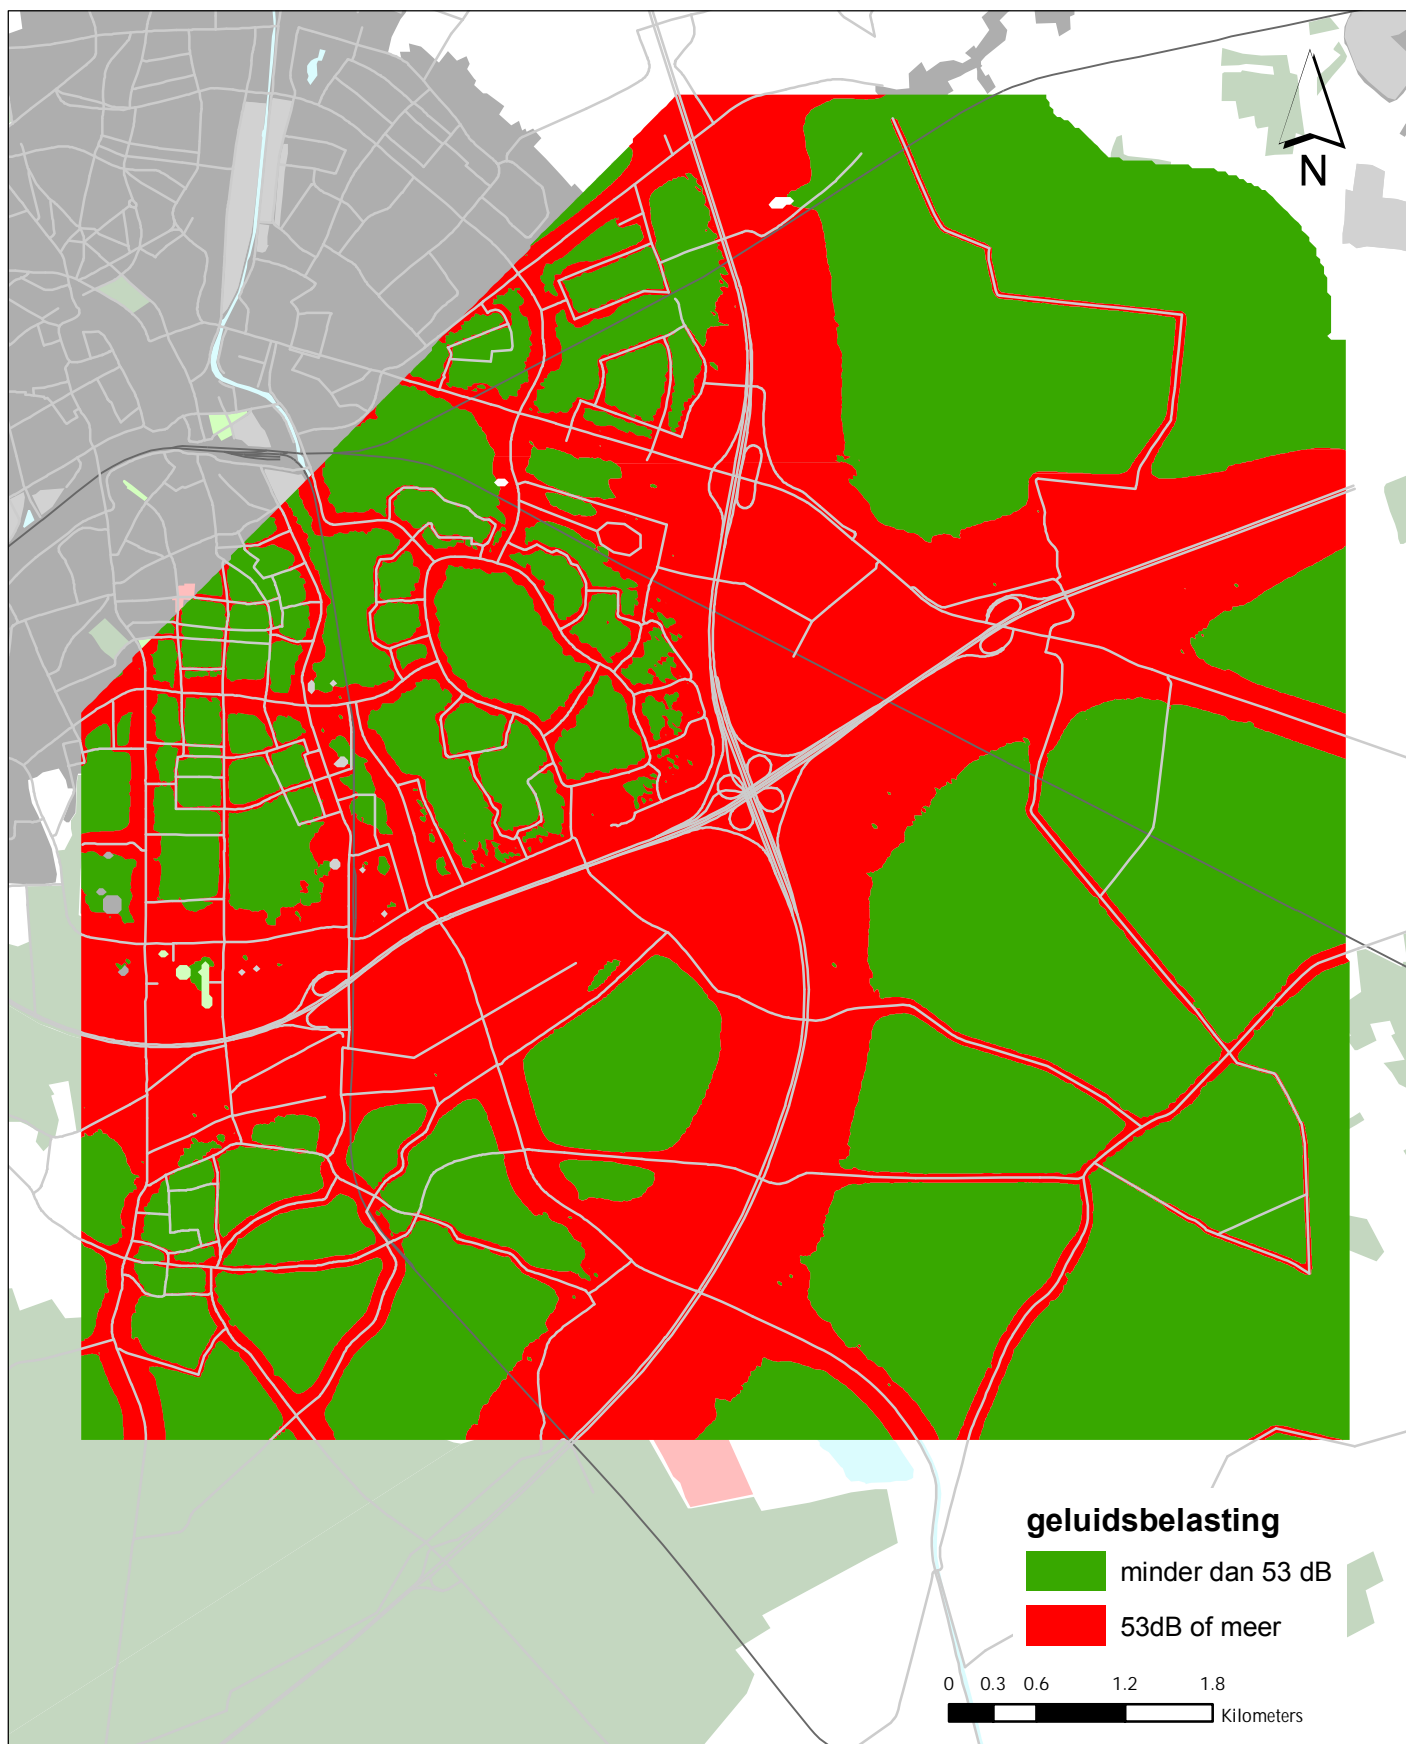 N
geluidsbelasting
minder dan 53 dB
53dB of meer
0 0.3 0.6 1.2 1.8
Kilometers